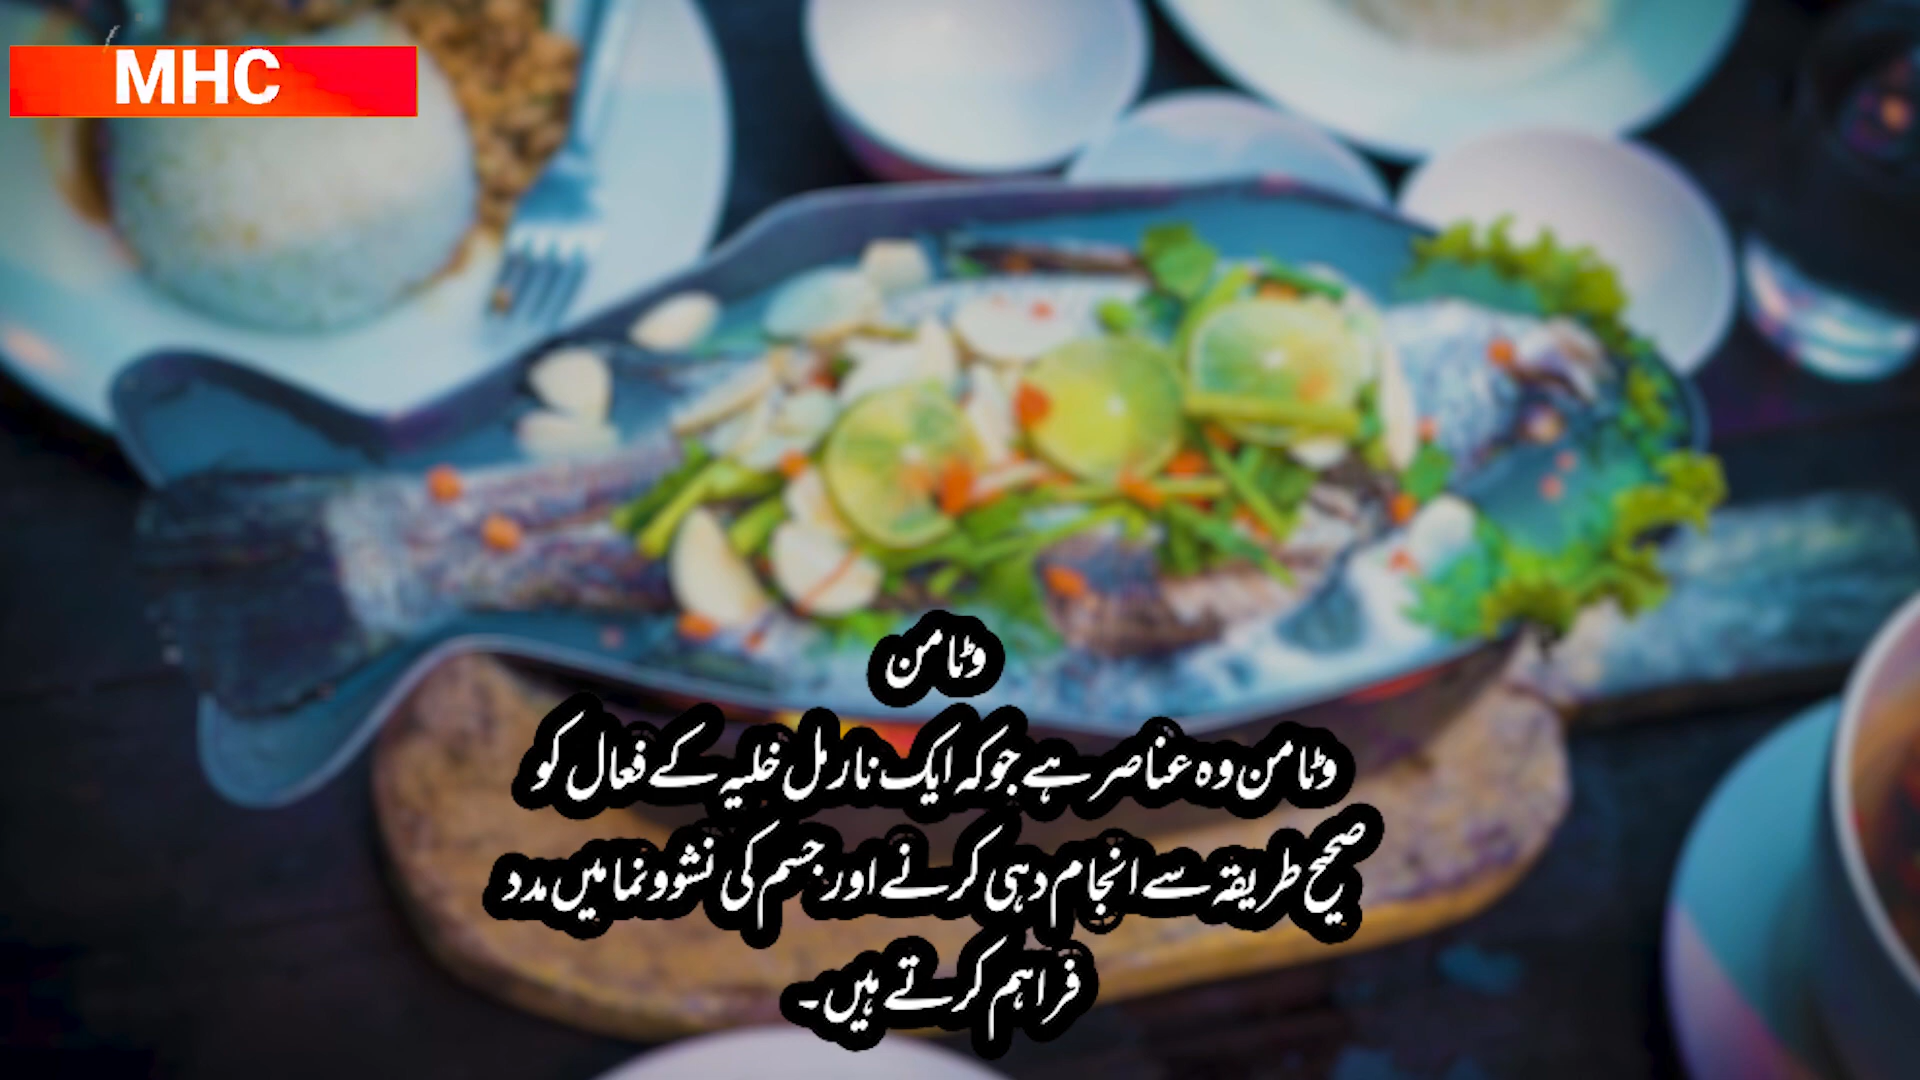 MHC
وٹامن
وٹامن وہ عناصر ہے جو کہ ایک نارمل خلیہ کے فعال کو
صحیح طریقہ سے انجام دہی کرنے اور جسم کی نشوونما میں مدد
فراہم کرتے ہیں۔